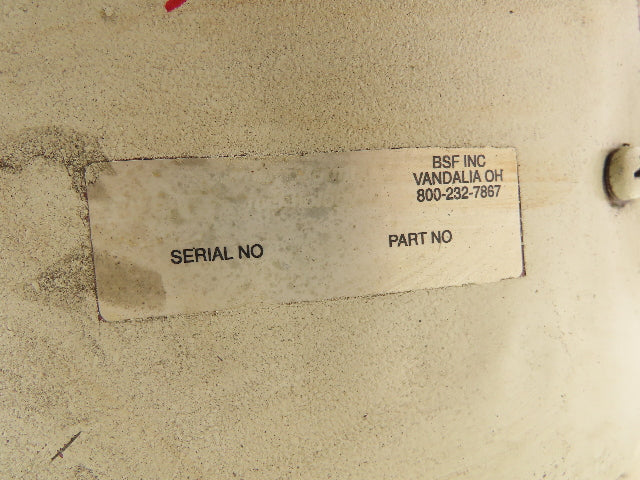 BSF INC
VANDALIA OH
800-232-7867
SERIAL NO
PART NO